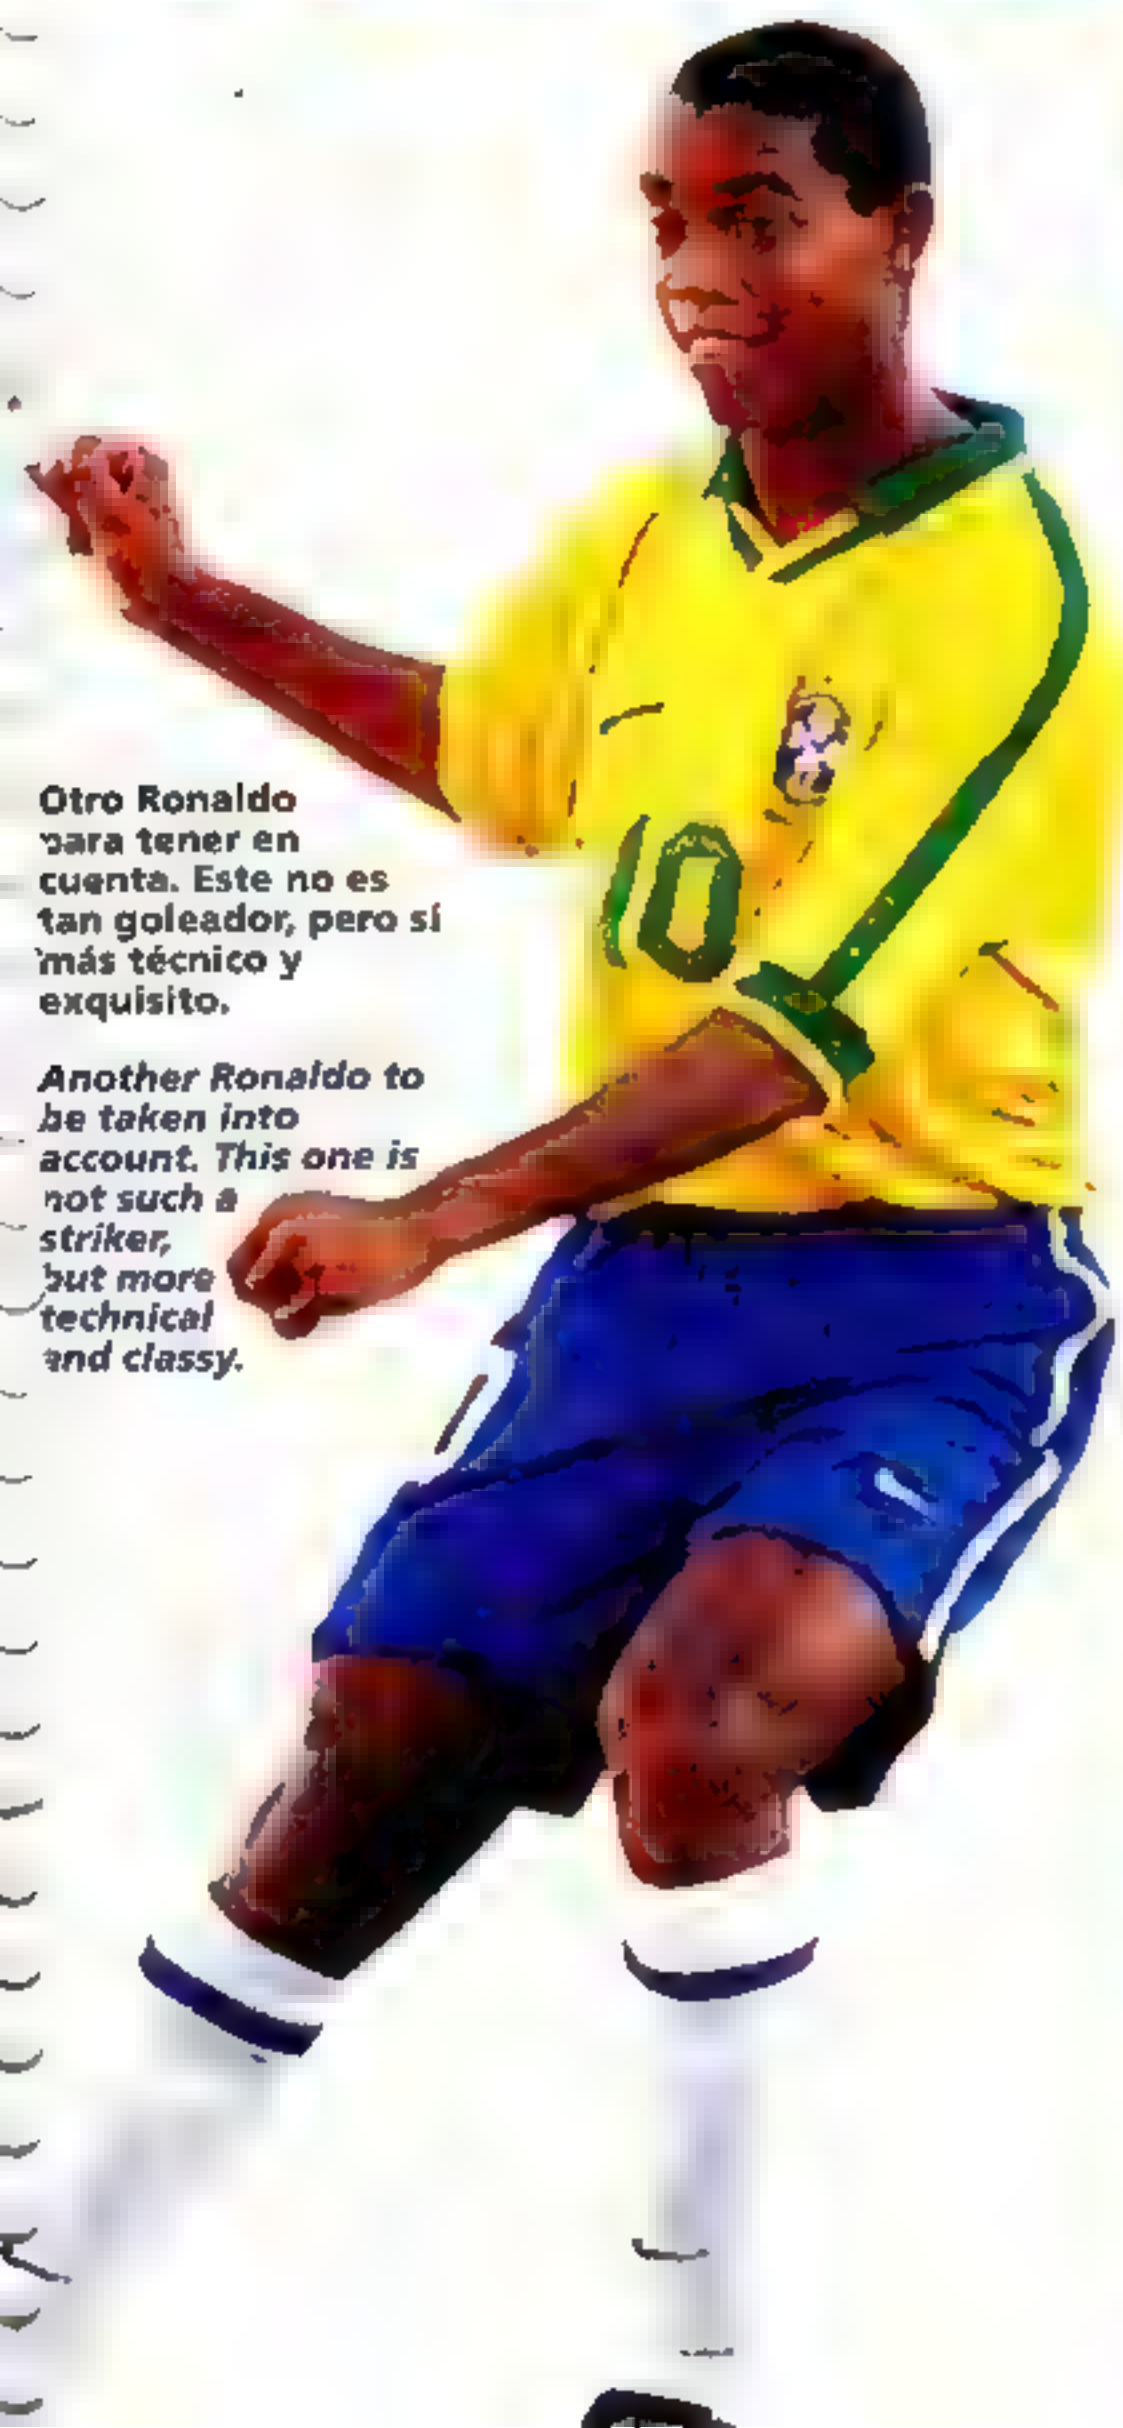 Otro Ronaldo
para tener en
cuenta. Este no es
tan goleador, pero sí
más técnico y
exquisito.
Another Ronaldo to
be taken into
account. This one is
not such a
striker,
but more
technical
and classy.
10